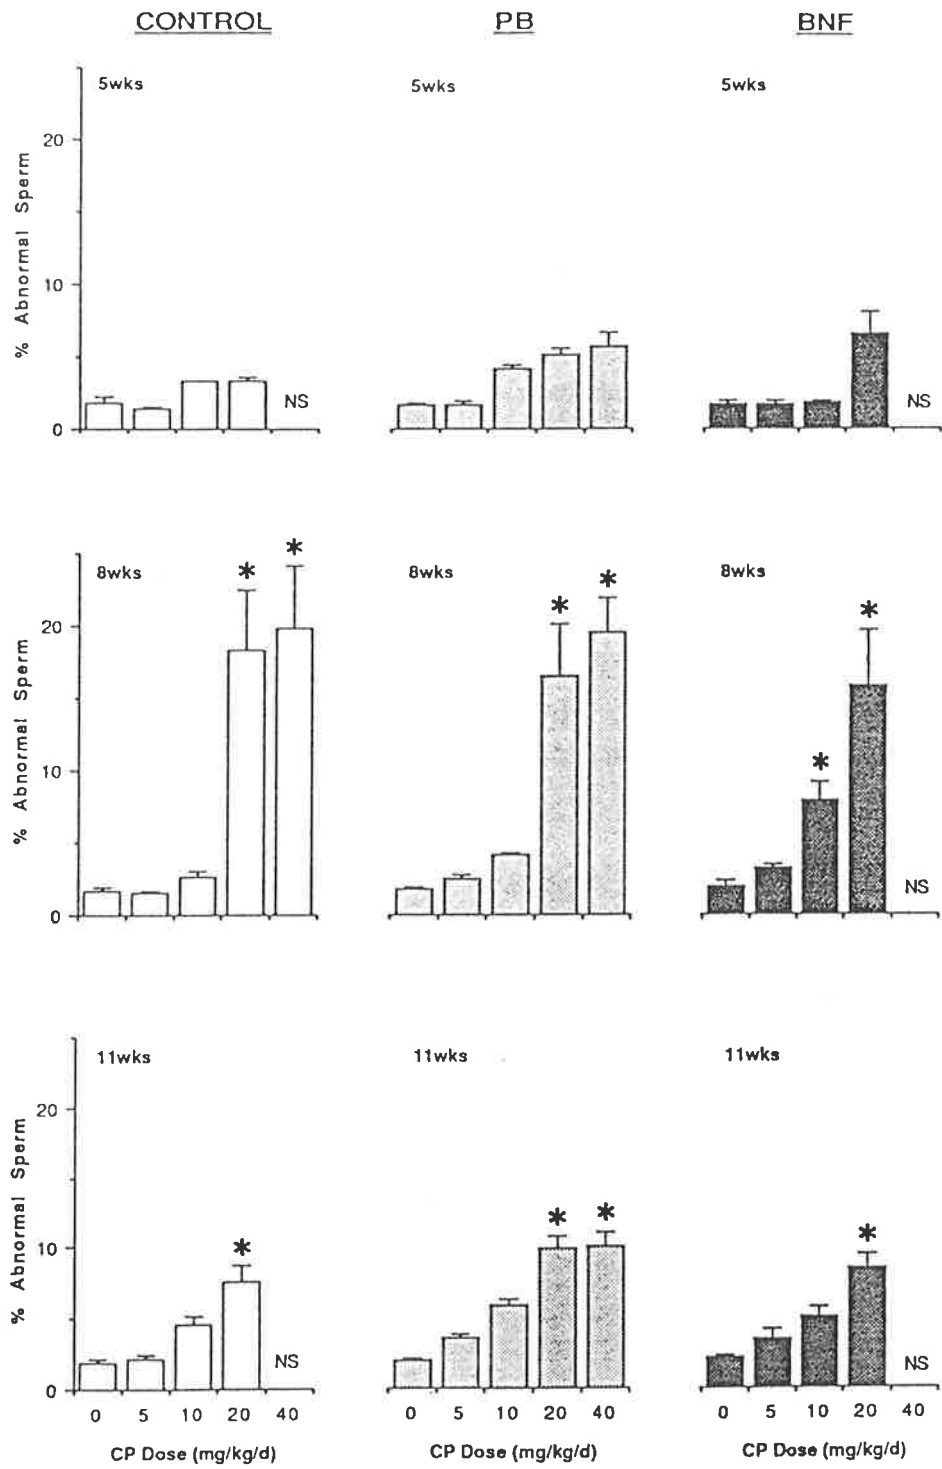 CONTROL PB BNF
5wks 5wks 5wks
20
10
0
% Abnormal Sperm
NS NS
8wks 8wks 8wks
* * * * * *
20
10
0
% Abnormal Sperm
NS
11wks 11wks 11wks
* * * *
20
10
0
% Abnormal Sperm
NS NS
0 5 10 20 40 0 5 10 20 40 0 5 10 20 40
CP Dose (mg/kg/d) CP Dose (mg/kg/d) CP Dose (mg/kg/d)